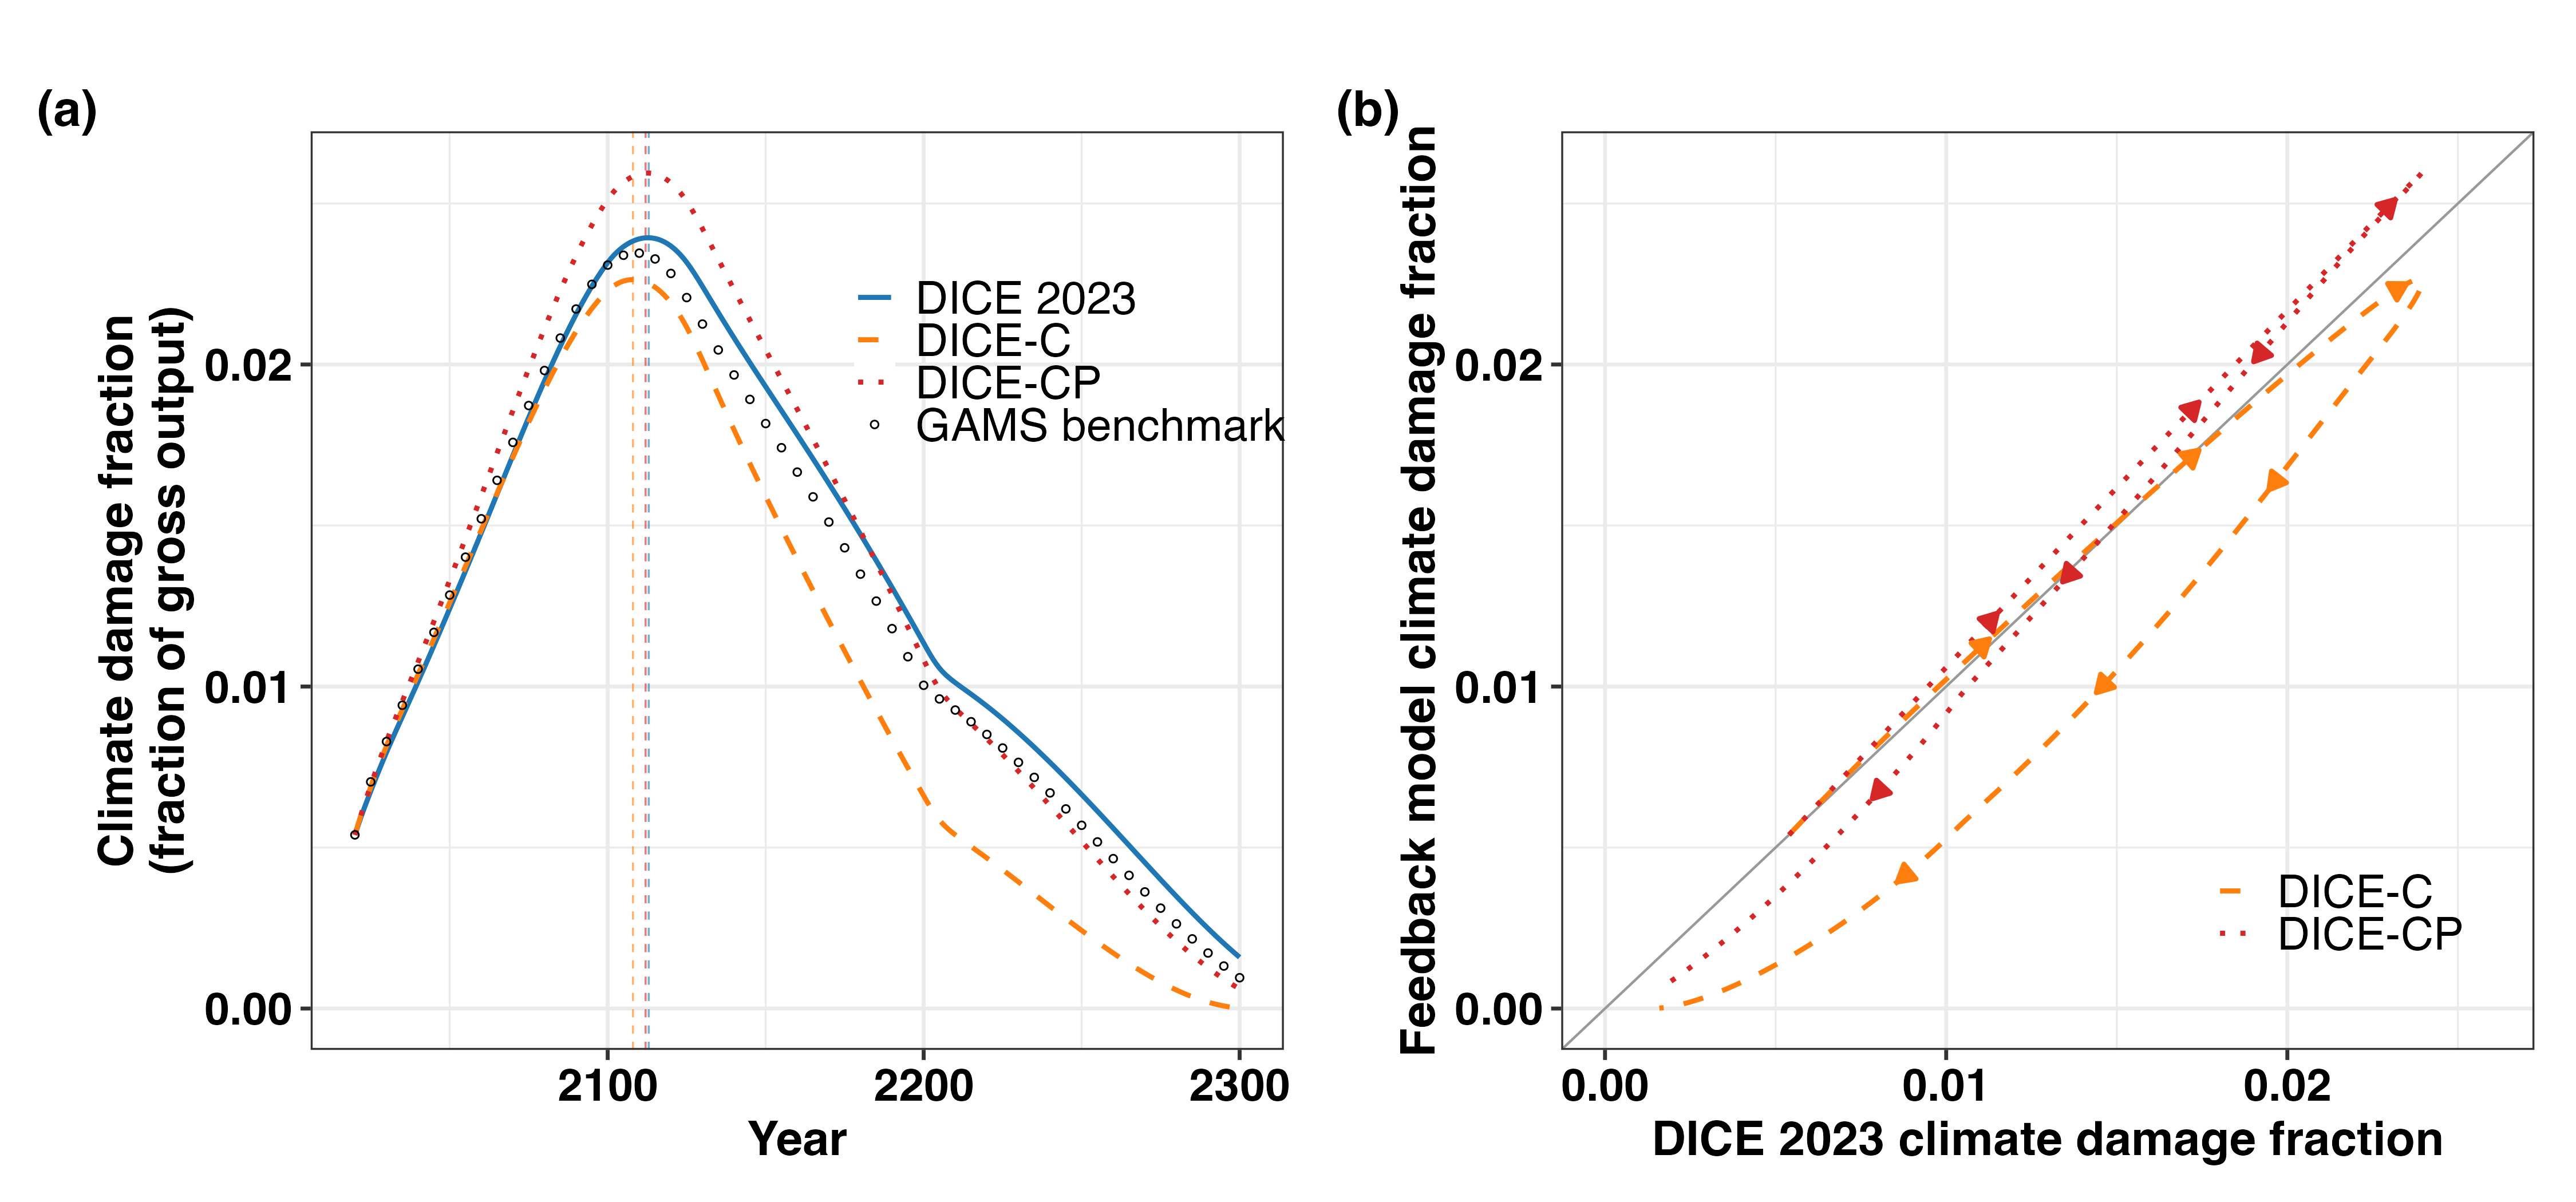 (a)
Climate damage fraction
(fraction of gross output)
0.02
0.01
0.00
2100
2200
2300
Year
DICE 2023
DICE-C
DICE-CP
GAMS benchmark
(b)
Feedback model climate damage fraction
0.02
0.01
0.00
0.00
0.01
0.02
DICE 2023 climate damage fraction
DICE-C
DICE-CP